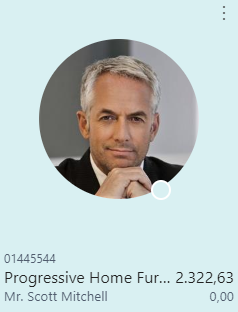 01445544
Progressive Home Fur... 2.322,63
Mr. Scott Mitchell 0,00